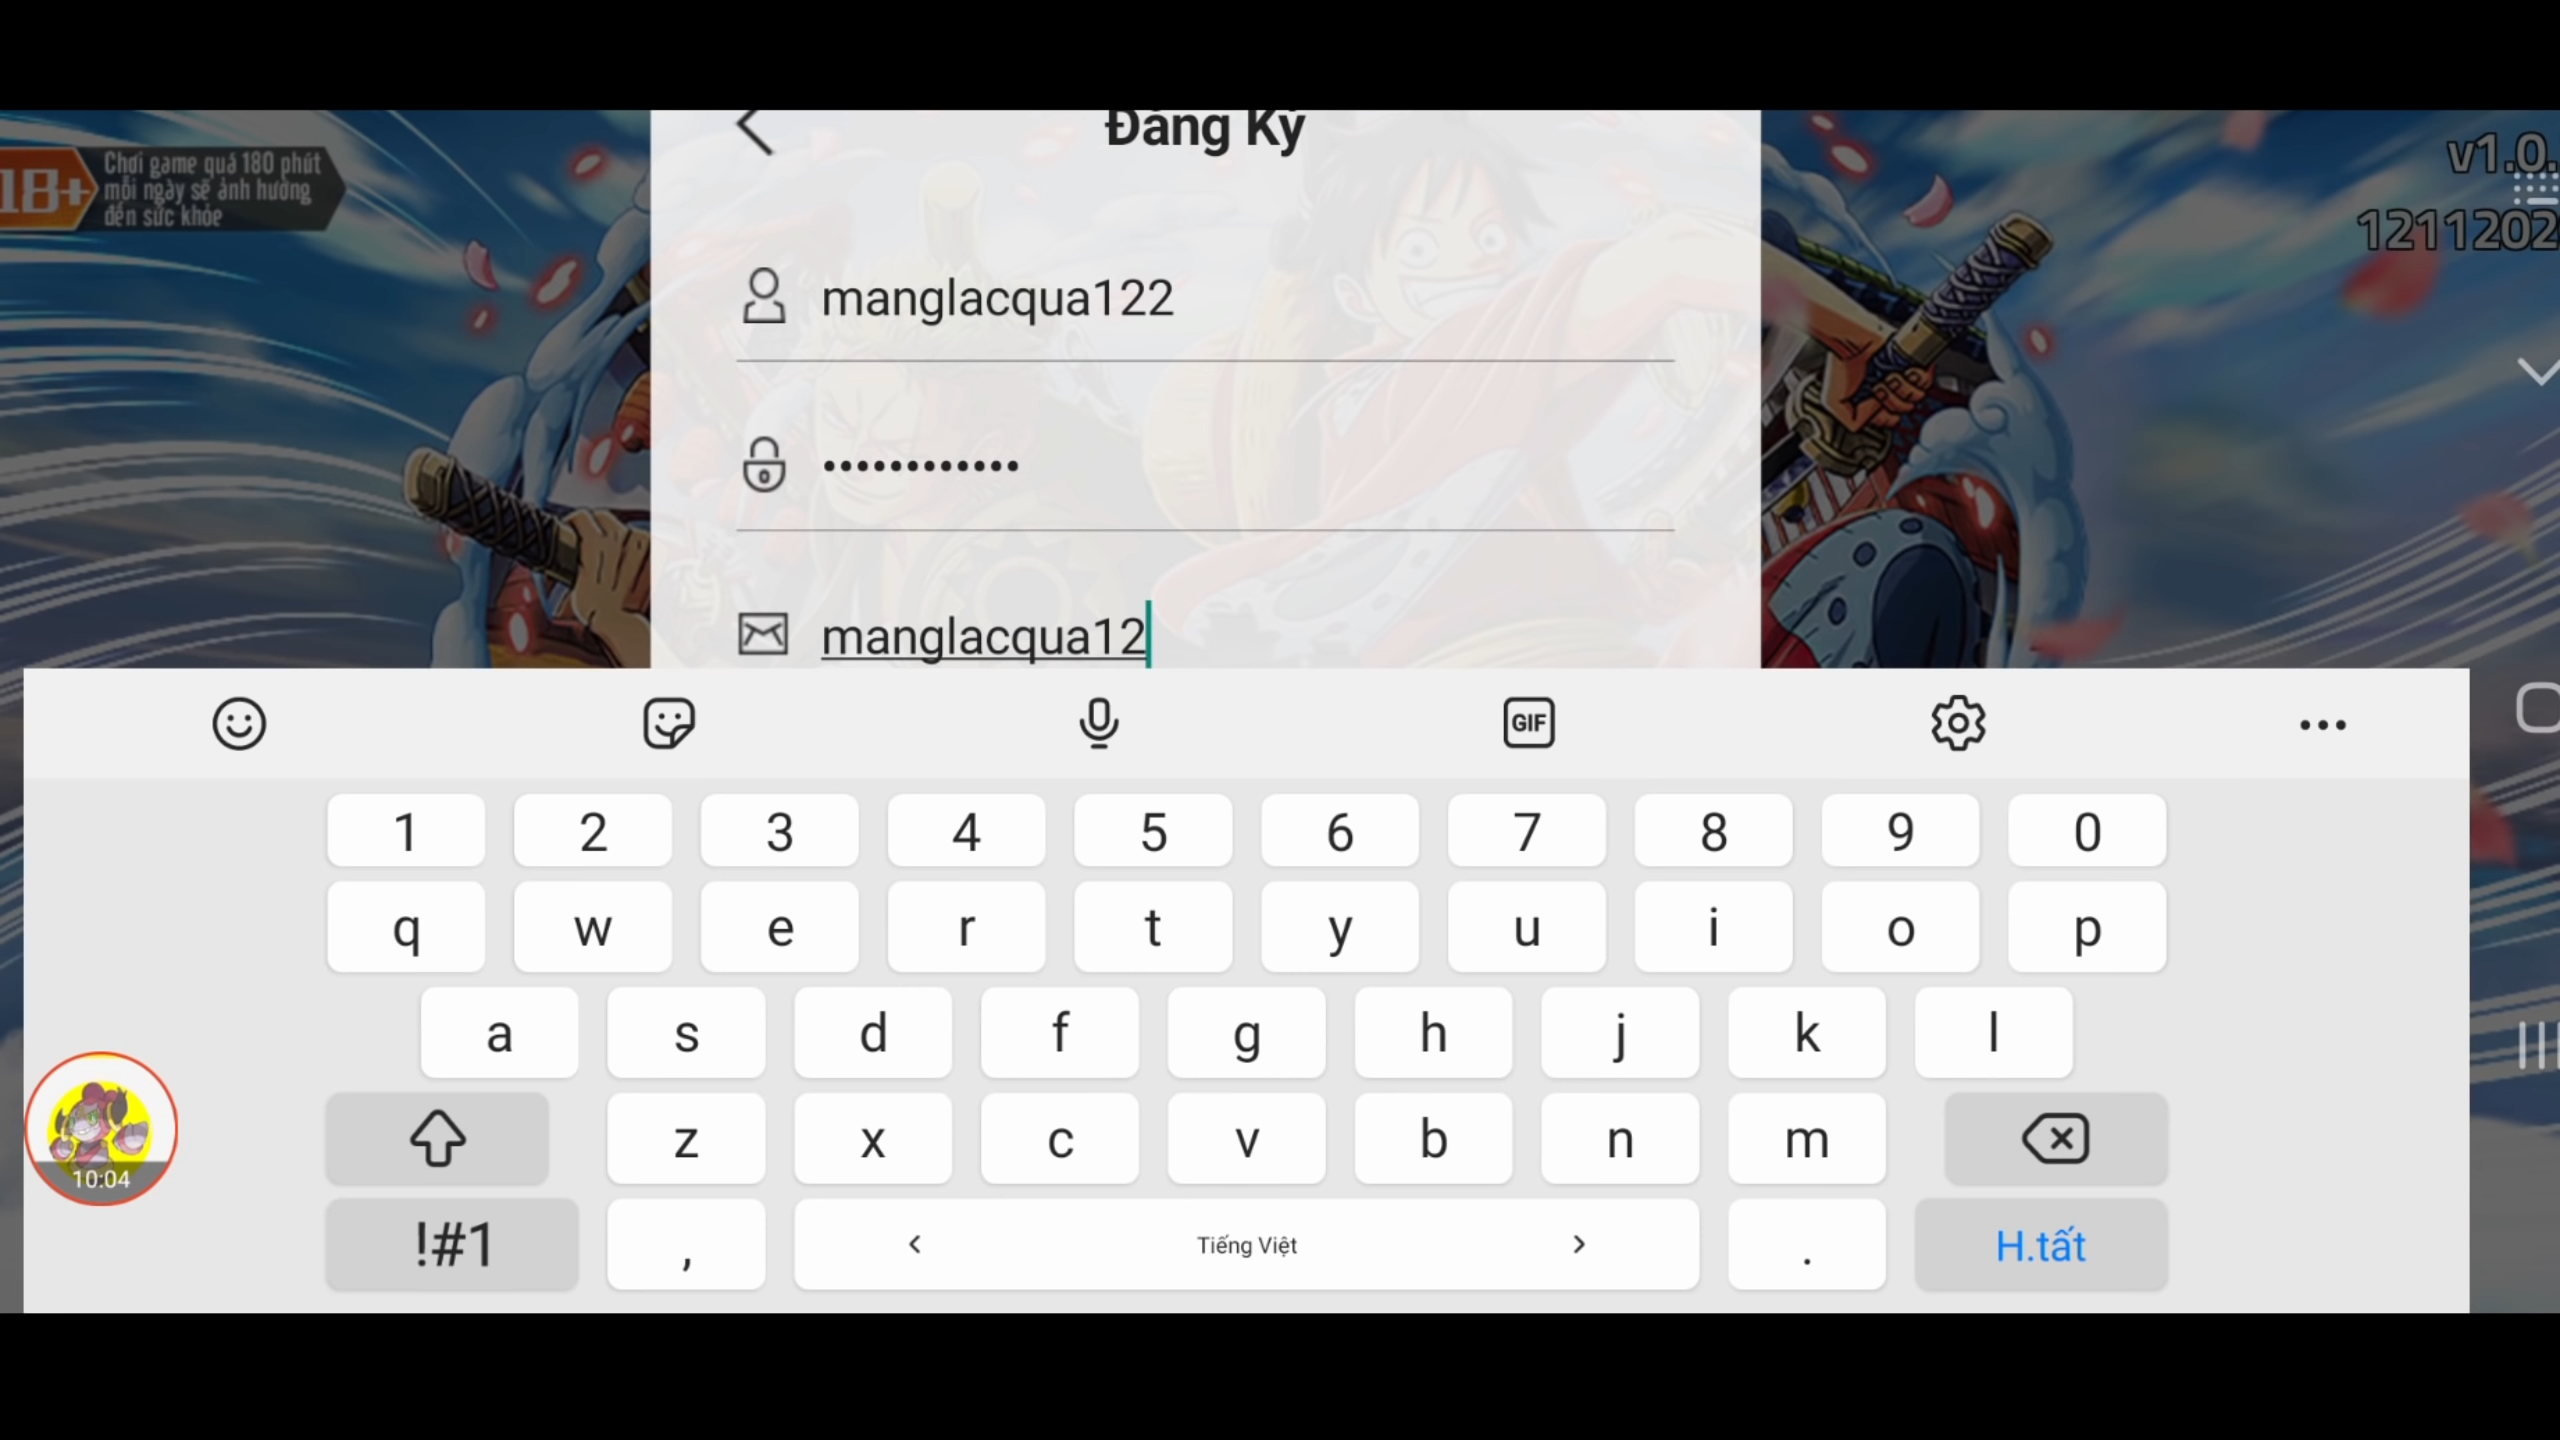 Đăng Ký
18+
Chơi game quá 180 phút
mỗi ngày sẽ ảnh hưởng
đến sức khỏe
v1.0.
1211202
manglacqua122
••••••••••••
manglacqua12
GIF
1 2 3 4 5 6 7 8 9 0
q w e r t y u i o p
a s d f g h j k l
z x c v b n m
10:04
!#1 , < Tiếng Việt > . H.tất